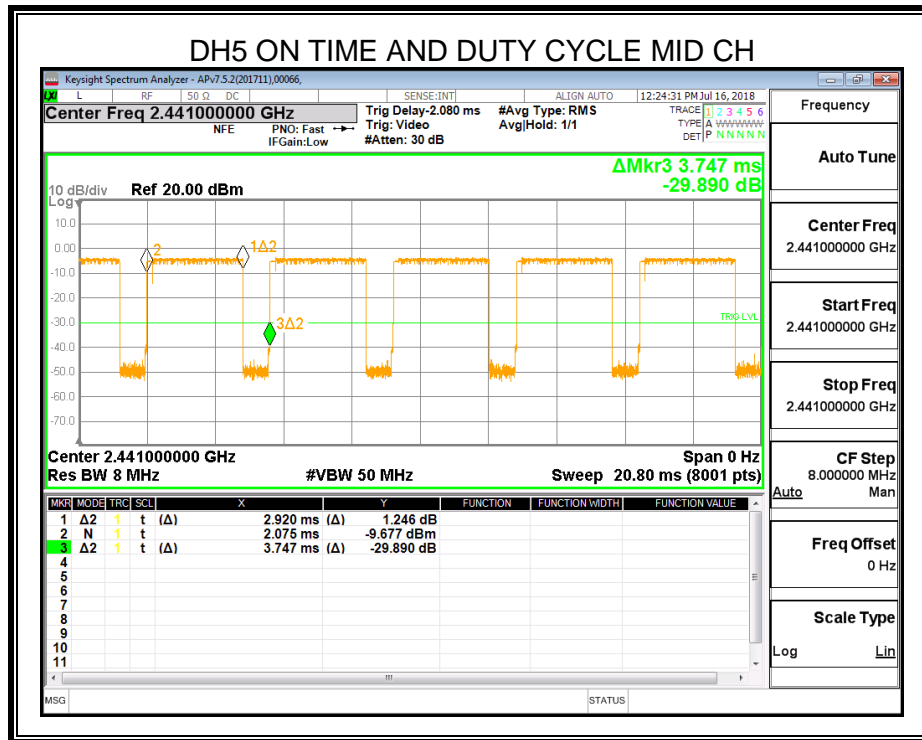 DH5 ON TIME AND DUTY CYCLE MID CH
Keysight Spectrum Analyzer - APv7.5.2(201711),00066,
LXI L RF 50 Ω DC SENSE:INT ALIGN AUTO 12:24:31 PM Jul 16, 2018
Center Freq 2.441000000 GHz
NFE
PNO: Fast
IFGain:Low
Trig Delay-2.080 ms
Trig: Video
#Atten: 30 dB
#Avg Type: RMS
Avg|Hold: 1/1
TRACE 1 2 3 4 5 6
TYPE A WWWWW
DET P N N N N N
ΔMkr3 3.747 ms
-29.890 dB
10 dB/div Ref 20.00 dBm
Log
10.0
0.00
-10.0
-20.0
-30.0
-40.0
-50.0
-60.0
-70.0
2
1Δ2
3Δ2
TRIG LVL
Center 2.441000000 GHz Span 0 Hz
Res BW 8 MHz #VBW 50 MHz Sweep 20.80 ms (8001 pts)
MKR MODE TRC SCL X Y FUNCTION FUNCTION WIDTH FUNCTION VALUE
1 Δ2 1 t (Δ) 2.920 ms (Δ) 1.246 dB
2 N 1 t 2.075 ms -9.677 dBm
3 Δ2 1 t (Δ) 3.747 ms (Δ) -29.890 dB
4
5
6
7
8
9
10
11
MSG STATUS
Frequency
Auto Tune
Center Freq
2.441000000 GHz
Start Freq
2.441000000 GHz
Stop Freq
2.441000000 GHz
CF Step
8.000000 MHz
Auto Man
Freq Offset
0 Hz
Scale Type
Log Lin